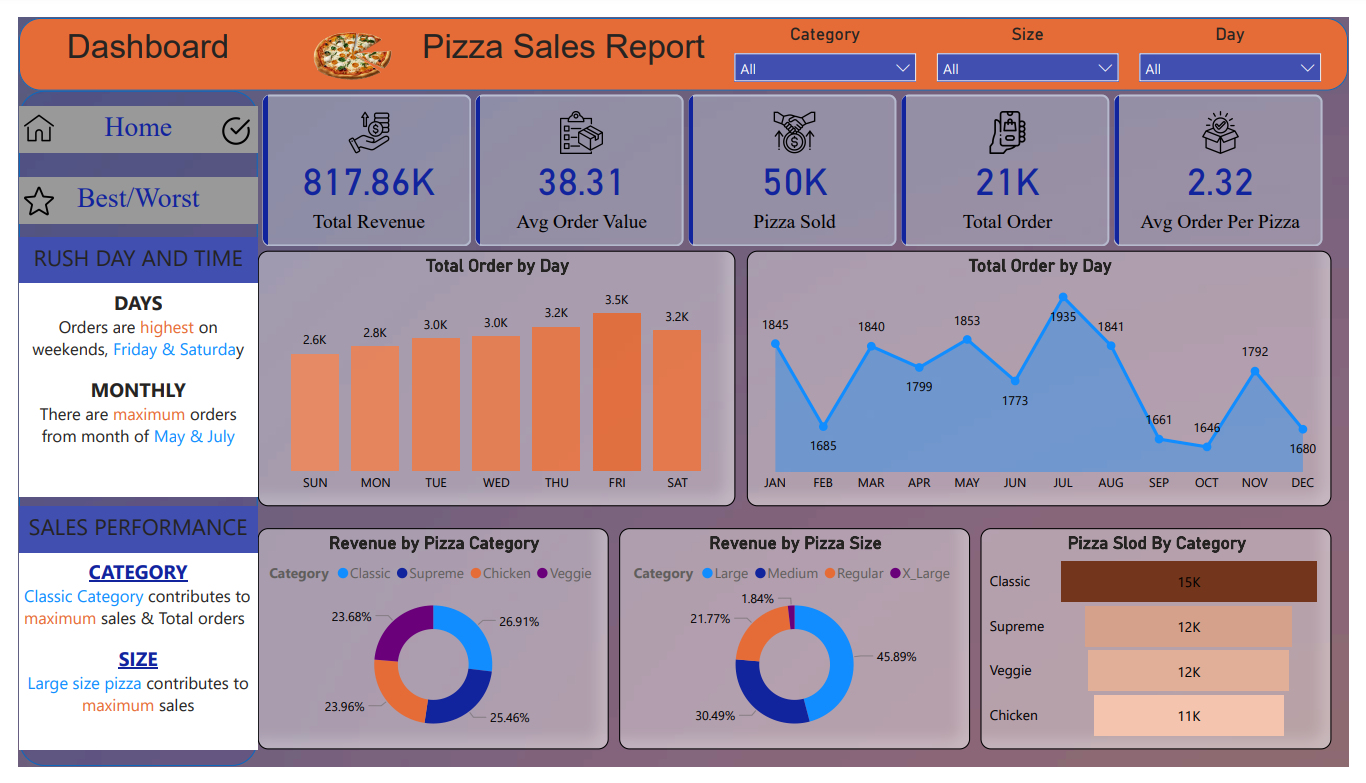 Dashboard
Pizza Sales Report
Category
Size
Day
All
All
All
Home
Best/Worst
RUSH DAY AND TIME
DAYS
Orders are highest on
weekends, Friday & Saturday
MONTHLY
There are maximum orders
from month of May & July
SALES PERFORMANCE
CATEGORY
Classic Category contributes to
maximum sales & Total orders
SIZE
Large size pizza contributes to
maximum sales
817.86K
Total Revenue
38.31
Avg Order Value
50K
Pizza Sold
21K
Total Order
2.32
Avg Order Per Pizza
Total Order by Day
2.6K
2.8K
3.0K
3.0K
3.2K
3.5K
3.2K
SUN MON TUE WED THU FRI SAT
Total Order by Day
1845
1685
1840
1799
1853
1773
1935
1841
1661
1646
1792
1680
JAN FEB MAR APR MAY JUN JUL AUG SEP OCT NOV DEC
Revenue by Pizza Category
Category Classic Supreme Chicken Veggie
23.68%
26.91%
23.96%
25.46%
Revenue by Pizza Size
Category Large Medium Regular X_Large
1.84%
21.77%
45.89%
30.49%
Pizza Slod By Category
Classic 15K
Supreme 12K
Veggie 12K
Chicken 11K